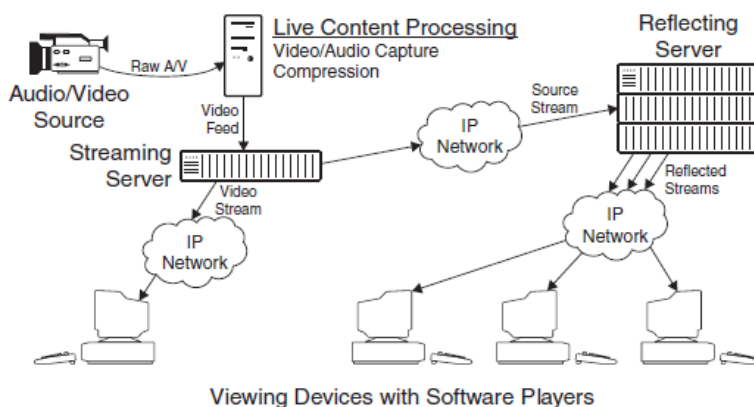 Live Content Processing
Video/Audio Capture
Compression
Reflecting
Server
Raw A/V
Audio/Video
Source
Video
Feed
Source
Stream
IP
Network
Streaming
Server
Video
Stream
Reflected
Streams
IP
Network
IP
Network
Viewing Devices with Software Players